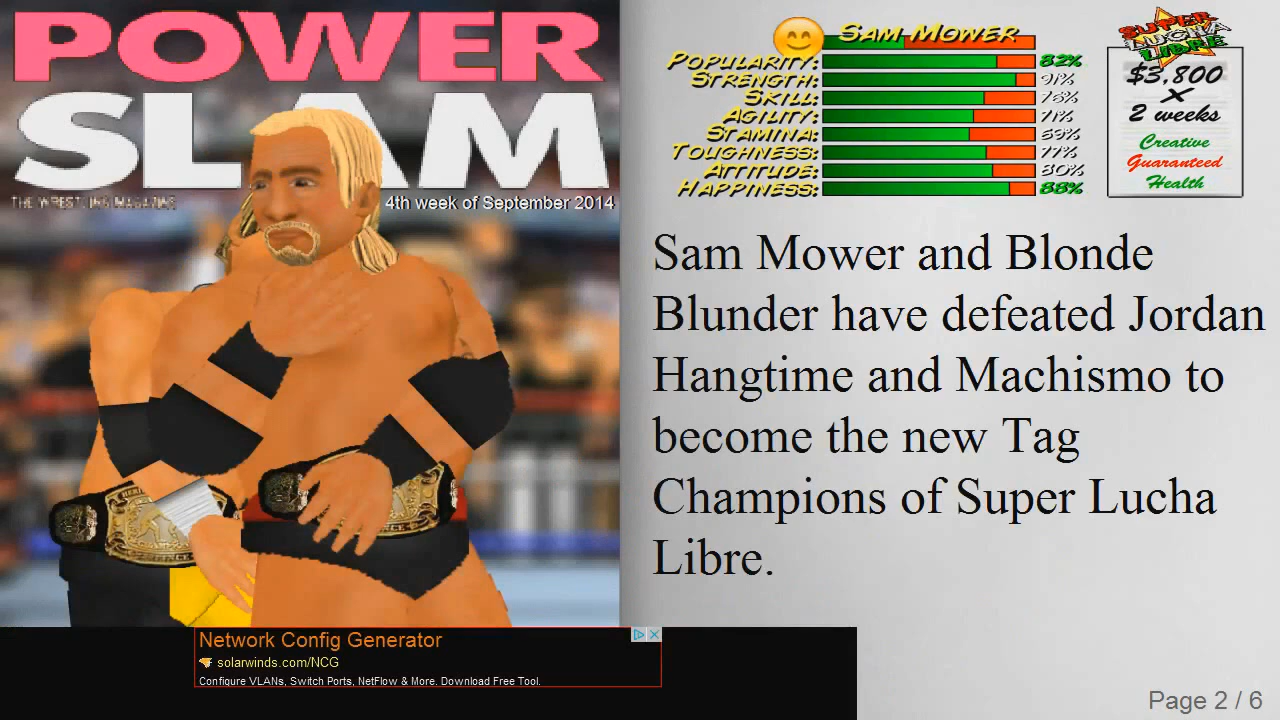 POWER
SLAM
THE WRESTLING MAGAZINE
4th week of September 2014
SAM MOWER
POPULARITY: 82%
STRENGTH: 91%
SKILL: 76%
AGILITY: 71%
STAMINA: 69%
TOUGHNESS: 77%
ATTITUDE: 80%
HAPPINESS: 88%
SUPER
LUCHA
LIBRE
$3,800
X
2 weeks
Creative
Guaranteed
Health
Sam Mower and Blonde
Blunder have defeated Jordan
Hangtime and Machismo to
become the new Tag
Champions of Super Lucha
Libre.
Network Config Generator
solarwinds.com/NCG
Configure VLANs, Switch Ports, NetFlow & More. Download Free Tool.
Page 2 / 6